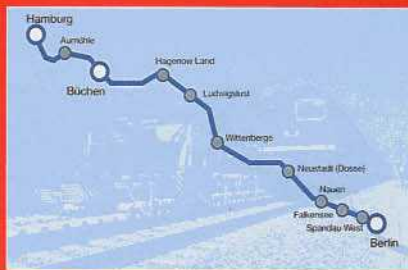 Hamburg
Aumühle
Hagenow Land
Büchen
Ludwigslust
Wittenberge
Neustadt (Dosse)
Nauen
Falkensee
Spandau West
Berlin